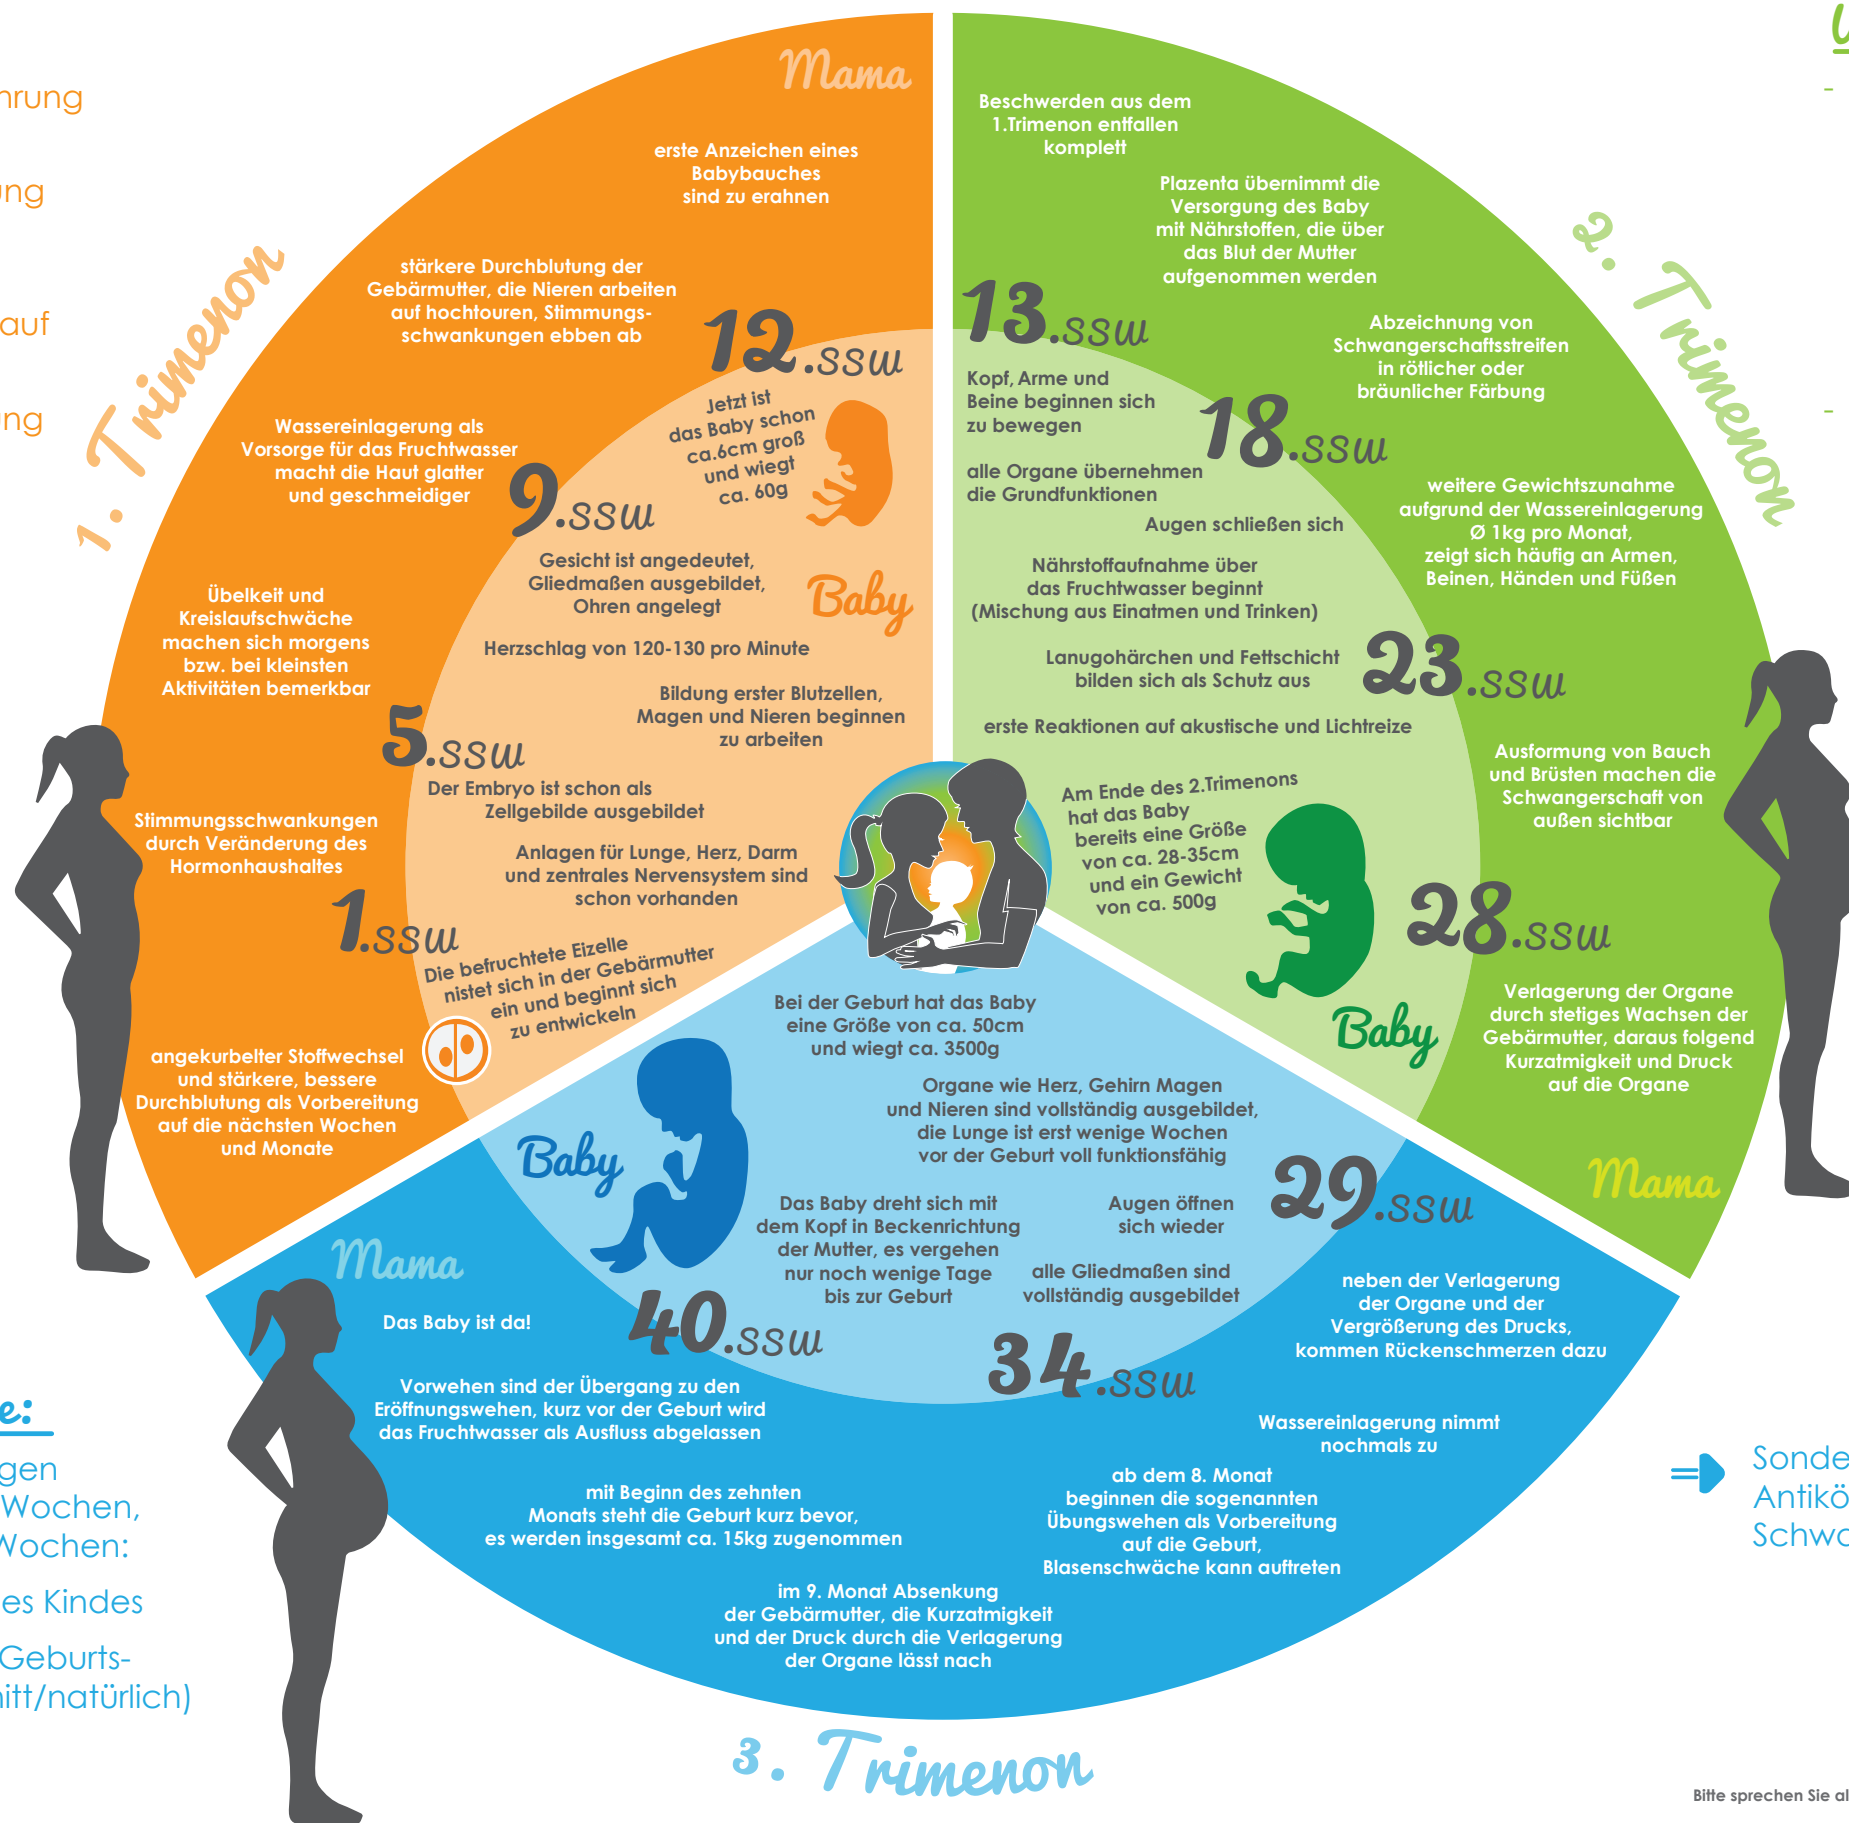 1. Trimenon
Mama
erste Anzeichen eines
Babybauches
sind zu erahnen
stärkere Durchblutung der
Gebärmutter, die Nieren arbeiten
auf hochtouren, Stimmungs-
schwankungen ebben ab
Wassereinlagerung als
Vorsorge für das Fruchtwasser
macht die Haut glatter
und geschmeidiger
Übelkeit und
Kreislaufschwäche
machen sich morgens
bzw. bei kleinsten
Aktivitäten bemerkbar
Stimmungsschwankungen
durch Veränderung des
Hormonhaushaltes
angekurbelter Stoffwechsel
und stärkere, bessere
Durchblutung als Vorbereitung
auf die nächsten Wochen
und Monate
12.SSW
Jetzt ist
das Baby schon
ca.6cm groß
und wiegt
ca. 60g
9.SSW
Gesicht ist angedeutet,
Gliedmaßen ausgebildet,
Ohren angelegt
Baby
Herzschlag von 120-130 pro Minute
Bildung erster Blutzellen,
Magen und Nieren beginnen
zu arbeiten
5.SSW
Der Embryo ist schon als
Zellgebilde ausgebildet
Anlagen für Lunge, Herz, Darm
und zentrales Nervensystem sind
schon vorhanden
1.SSW
Die befruchtete Eizelle
nistet sich in der Gebärmutter
ein und beginnt sich
zu entwickeln
2. Trimenon
Beschwerden aus dem
1.Trimenon entfallen
komplett
Plazenta übernimmt die
Versorgung des Baby
mit Nährstoffen, die über
das Blut der Mutter
aufgenommen werden
Abzeichnung von
Schwangerschaftsstreifen
in rötlicher oder
bräunlicher Färbung
weitere Gewichtszunahme
aufgrund der Wassereinlagerung
Ø 1kg pro Monat,
zeigt sich häufig an Armen,
Beinen, Händen und Füßen
Ausformung von Bauch
und Brüsten machen die
Schwangerschaft von
außen sichtbar
Verlagerung der Organe
durch stetiges Wachsen der
Gebärmutter, daraus folgend
Kurzatmigkeit und Druck
auf die Organe
Mama
13.SSW
Kopf, Arme und
Beine beginnen sich
zu bewegen
18.SSW
alle Organe übernehmen
die Grundfunktionen
Augen schließen sich
Nährstoffaufnahme über
das Fruchtwasser beginnt
(Mischung aus Einatmen und Trinken)
23.SSW
Lanugohärchen und Fettschicht
bilden sich als Schutz aus
erste Reaktionen auf akustische und Lichtreize
Am Ende des 2.Trimenons
hat das Baby
bereits eine Größe
von ca. 28-35cm
und ein Gewicht
von ca. 500g
28.SSW
Baby
Bei der Geburt hat das Baby
eine Größe von ca. 50cm
und wiegt ca. 3500g
Organe wie Herz, Gehirn Magen
und Nieren sind vollständig ausgebildet,
die Lunge ist erst wenige Wochen
vor der Geburt voll funktionsfähig
Baby
Das Baby dreht sich mit
dem Kopf in Beckenrichtung
der Mutter, es vergehen
nur noch wenige Tage
bis zur Geburt
Augen öffnen
sich wieder
alle Gliedmaßen sind
vollständig ausgebildet
29.SSW
34.SSW
40.SSW
Mama
Das Baby ist da!
Vorwehen sind der Übergang zu den
Eröffnungswehen, kurz vor der Geburt wird
das Fruchtwasser als Ausfluss abgelassen
mit Beginn des zehnten
Monats steht die Geburt kurz bevor,
es werden insgesamt ca. 15kg zugenommen
im 9. Monat Absenkung
der Gebärmutter, die Kurzatmigkeit
und der Druck durch die Verlagerung
der Organe lässt nach
ab dem 8. Monat
beginnen die sogenannten
Übungswehen als Vorbereitung
auf die Geburt,
Blasenschwäche kann auftreten
Wassereinlagerung nimmt
nochmals zu
neben der Verlagerung
der Organe und der
Vergrößerung des Drucks,
kommen Rückenschmerzen dazu
3. Trimenon
hrung
ung
auf
ung
e:
gen
Wochen,
Wochen:
es Kindes
Geburts-
nitt/natürlich)
-
-
Sonde
Antikö
Schwa
Bitte sprechen Sie al